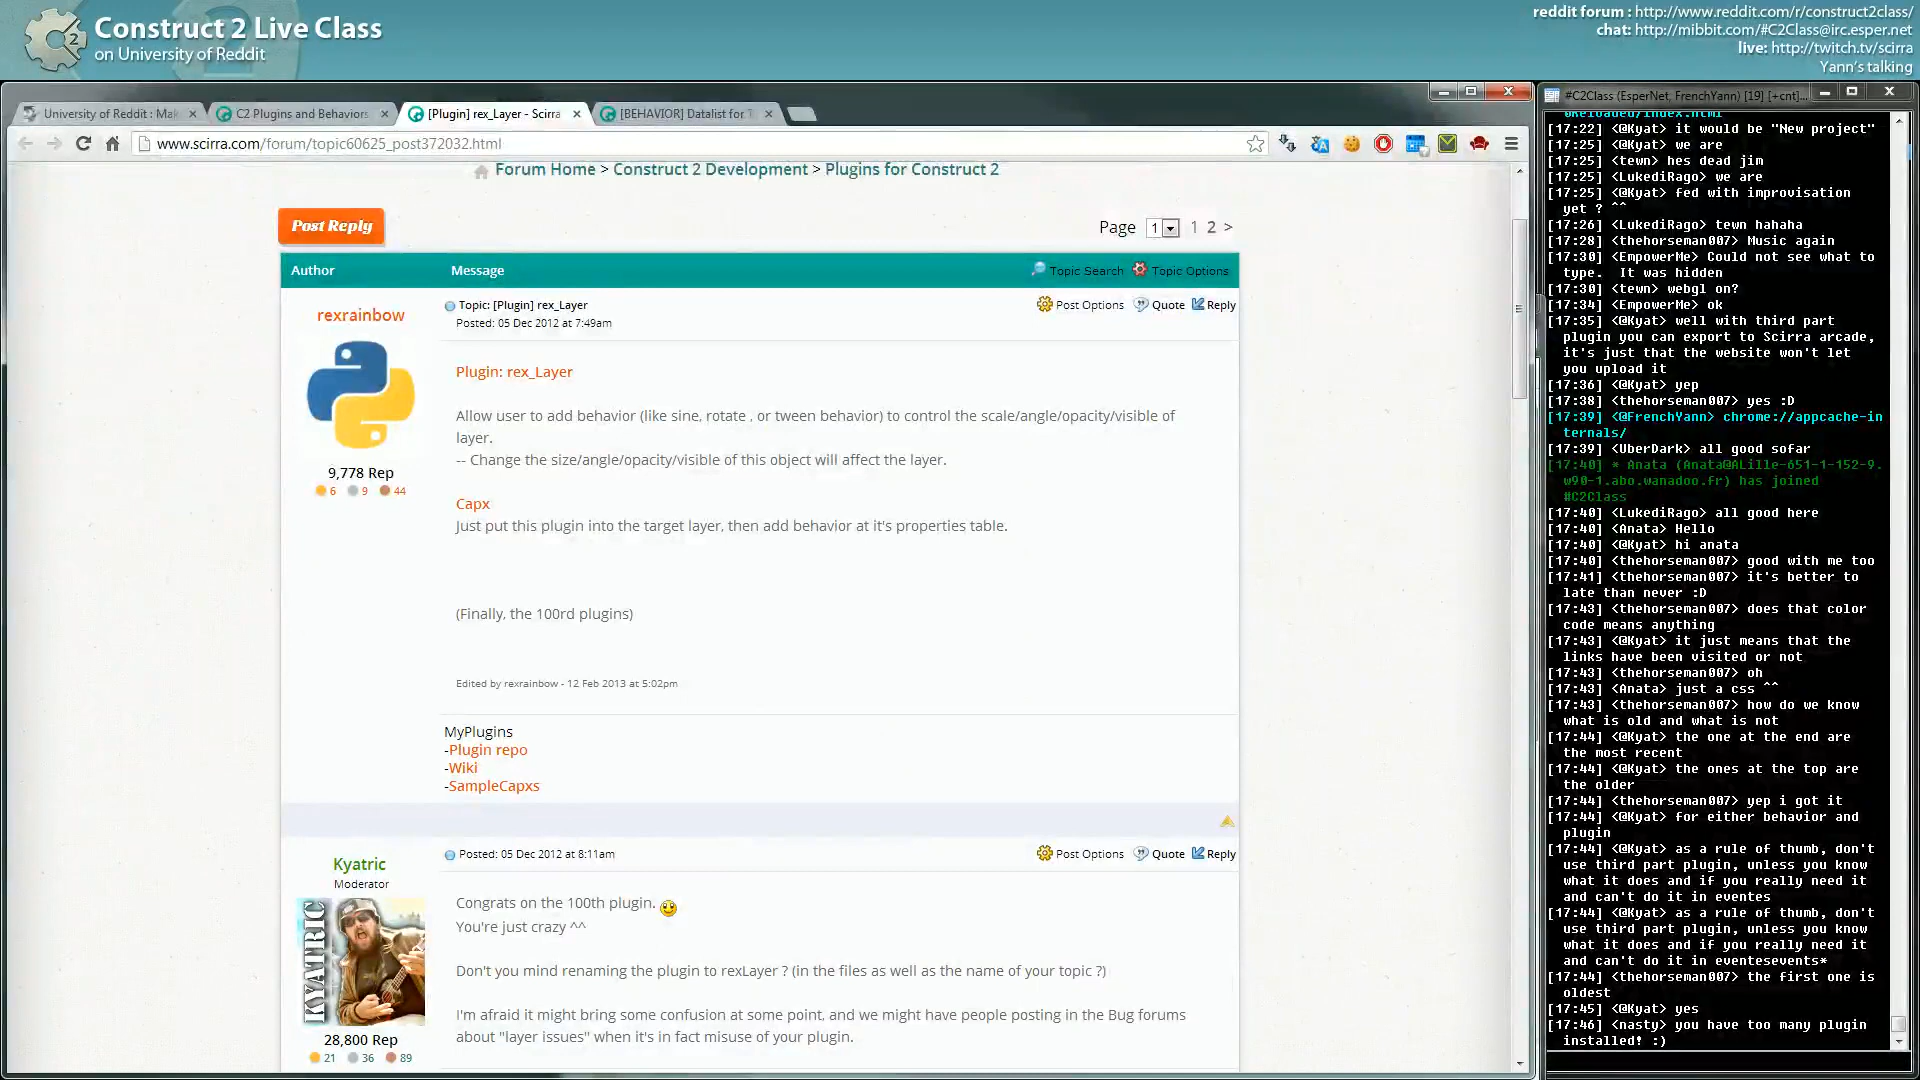 Construct 2 Live Class
on University of Reddit
reddit forum : http://www.reddit.com/r/construct2class/
chat: http://mibbit.com/#C2Class@irc.esper.net
live: http://twitch.tv/scirra
Yann's talking
University of Reddit : Mak
C2 Plugins and Behaviors
[Plugin] rex_Layer - Scirra
[BEHAVIOR] Datalist for T
www.scirra.com/forum/topic60625_post372032.html
Forum Home > Construct 2 Development > Plugins for Construct 2
Post Reply
Page 1 1 2 >
Author Message Topic Search Topic Options
rexrainbow
9,778 Rep
6 9 44
Topic: [Plugin] rex_Layer
Posted: 05 Dec 2012 at 7:49am
Post Options Quote Reply
Plugin: rex_Layer
Allow user to add behavior (like sine, rotate , or tween behavior) to control the scale/angle/opacity/visible of
layer.
-- Change the size/angle/opacity/visible of this object will affect the layer.
Capx
Just put this plugin into the target layer, then add behavior at it's properties table.
(Finally, the 100rd plugins)
Edited by rexrainbow - 12 Feb 2013 at 5:02pm
MyPlugins
-Plugin repo
-Wiki
-SampleCapxs
Kyatric
Moderator
KYATRIC
28,800 Rep
21 36 89
Posted: 05 Dec 2012 at 8:11am
Post Options Quote Reply
Congrats on the 100th plugin.
You're just crazy ^^
Don't you mind renaming the plugin to rexLayer ? (in the files as well as the name of your topic ?)
I'm afraid it might bring some confusion at some point, and we might have people posting in the Bug forums
about "layer issues" when it's in fact misuse of your plugin.
#C2Class (EsperNet, FrenchYann) [19] [+cnt]...
0Reloaded/index.html
[17:22] <@Kyat> it would be "New project"
[17:25] <@Kyat> we are
[17:25] <tewn> hes dead jim
[17:25] <LukediRago> we are
[17:25] <@Kyat> fed with improvisation
yet ? ^^
[17:26] <LukediRago> tewn hahaha
[17:28] <thehorseman007> Music again
[17:30] <EmpowerMe> Could not see what to
type. It was hidden
[17:30] <tewn> webgl on?
[17:34] <EmpowerMe> ok
[17:35] <@Kyat> well with third part
plugin you can export to Scirra arcade,
it's just that the website won't let
you upload it
[17:36] <@Kyat> yep
[17:38] <thehorseman007> yes :D
[17:39] <@FrenchYann> chrome://appcache-in
ternals/
[17:39] <UberDark> all good sofar
[17:40] * Anata (Anata@ALille-651-1-152-9.
w90-1.abo.wanadoo.fr) has joined
#C2Class
[17:40] <LukediRago> all good here
[17:40] <Anata> Hello
[17:40] <@Kyat> hi anata
[17:40] <thehorseman007> good with me too
[17:41] <thehorseman007> it's better to
late than never :D
[17:43] <thehorseman007> does that color
code means anything
[17:43] <@Kyat> it just means that the
links have been visited or not
[17:43] <thehorseman007> oh
[17:43] <Anata> just a css ^^
[17:43] <thehorseman007> how do we know
what is old and what is not
[17:44] <@Kyat> the one at the end are
the most recent
[17:44] <@Kyat> the ones at the top are
the older
[17:44] <thehorseman007> yep i got it
[17:44] <@Kyat> for either behavior and
plugin
[17:44] <@Kyat> as a rule of thumb, don't
use third part plugin, unless you know
what it does and if you really need it
and can't do it in eventes
[17:44] <@Kyat> as a rule of thumb, don't
use third part plugin, unless you know
what it does and if you really need it
and can't do it in eventesevents*
[17:44] <thehorseman007> the first one is
oldest
[17:45] <@Kyat> yes
[17:46] <nasty> you have too many plugin
installed! :)